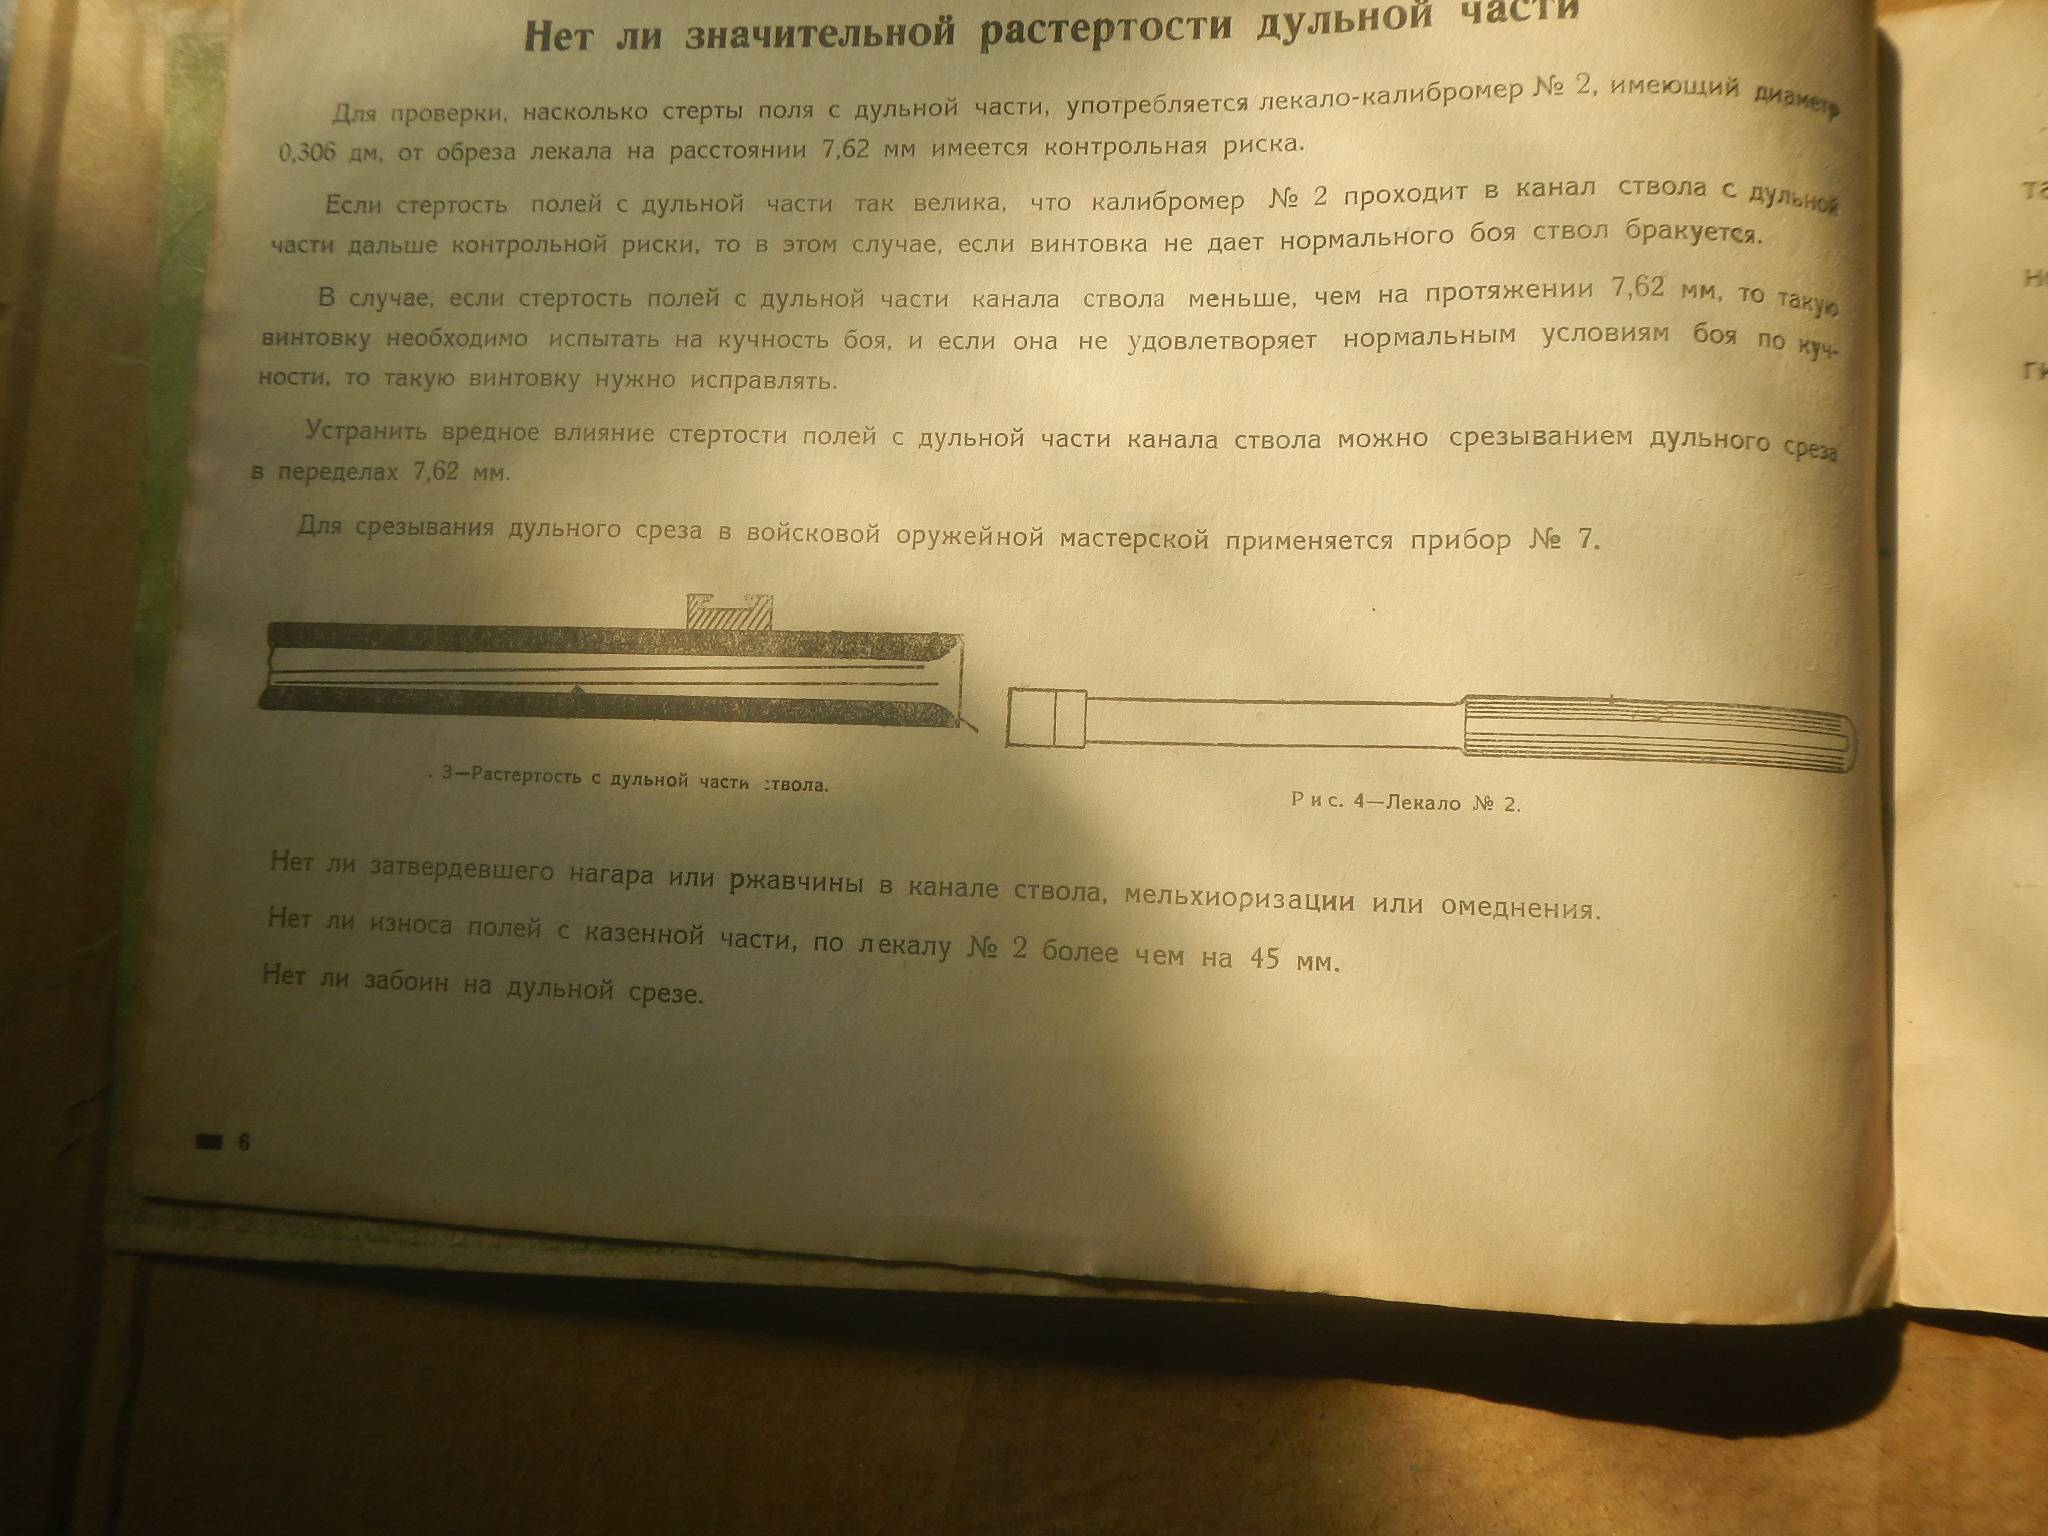 Нет ли значительной растертости дульной части
Для проверки, насколько стерты поля с дульной части, употребляется лекало-калибромер № 2, имеющий диаметр
0,306 дм, от обреза лекала на расстоянии 7,62 мм имеется контрольная риска.
Если стертость полей с дульной части так велика, что калибромер № 2 проходит в канал ствола с дульной
части дальше контрольной риски, то в этом случае, если винтовка не дает нормального боя ствол бракуется.
В случае, если стертость полей с дульной части канала ствола меньше, чем на протяжении 7,62 мм, то такую
винтовку необходимо испытать на кучность боя, и если она не удовлетворяет нормальным условиям боя по куч-
ности, то такую винтовку нужно исправлять.
Устранить вредное влияние стертости полей с дульной части канала ствола можно срезыванием дульного среза
в переделах 7,62 мм.
Для срезывания дульного среза в войсковой оружейной мастерской применяется прибор № 7.
. 3—Растертость с дульной части ствола.
Рис. 4—Лекало № 2.
Нет ли затвердевшего нагара или ржавчины в канале ствола, мельхиоризации или омеднения.
Нет ли износа полей с казенной части, по лекалу № 2 более чем на 45 мм.
Нет ли забоин на дульной срезе.
6